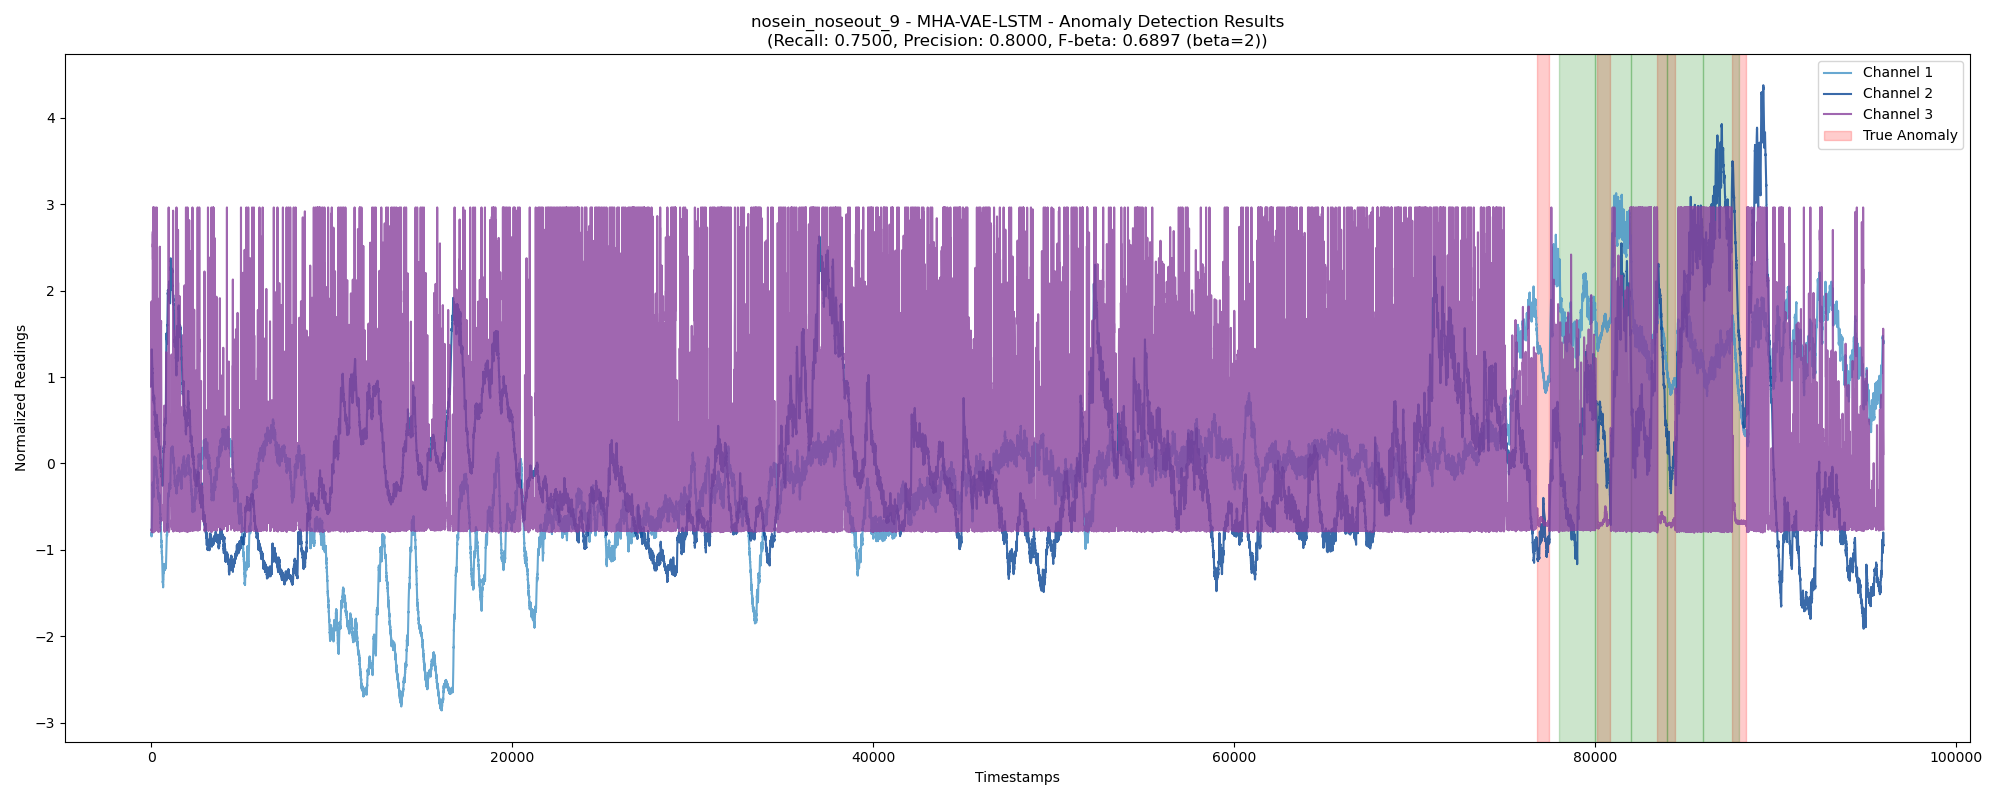 nosein_noseout_9 - MHA-VAE-LSTM - Anomaly Detection Results
(Recall: 0.7500, Precision: 0.8000, F-beta: 0.6897 (beta=2))
Channel 1
Channel 2
Channel 3
True Anomaly
Normalized Readings
4
3
2
1
0
−1
−2
−3
0
20000
40000
60000
80000
100000
Timestamps